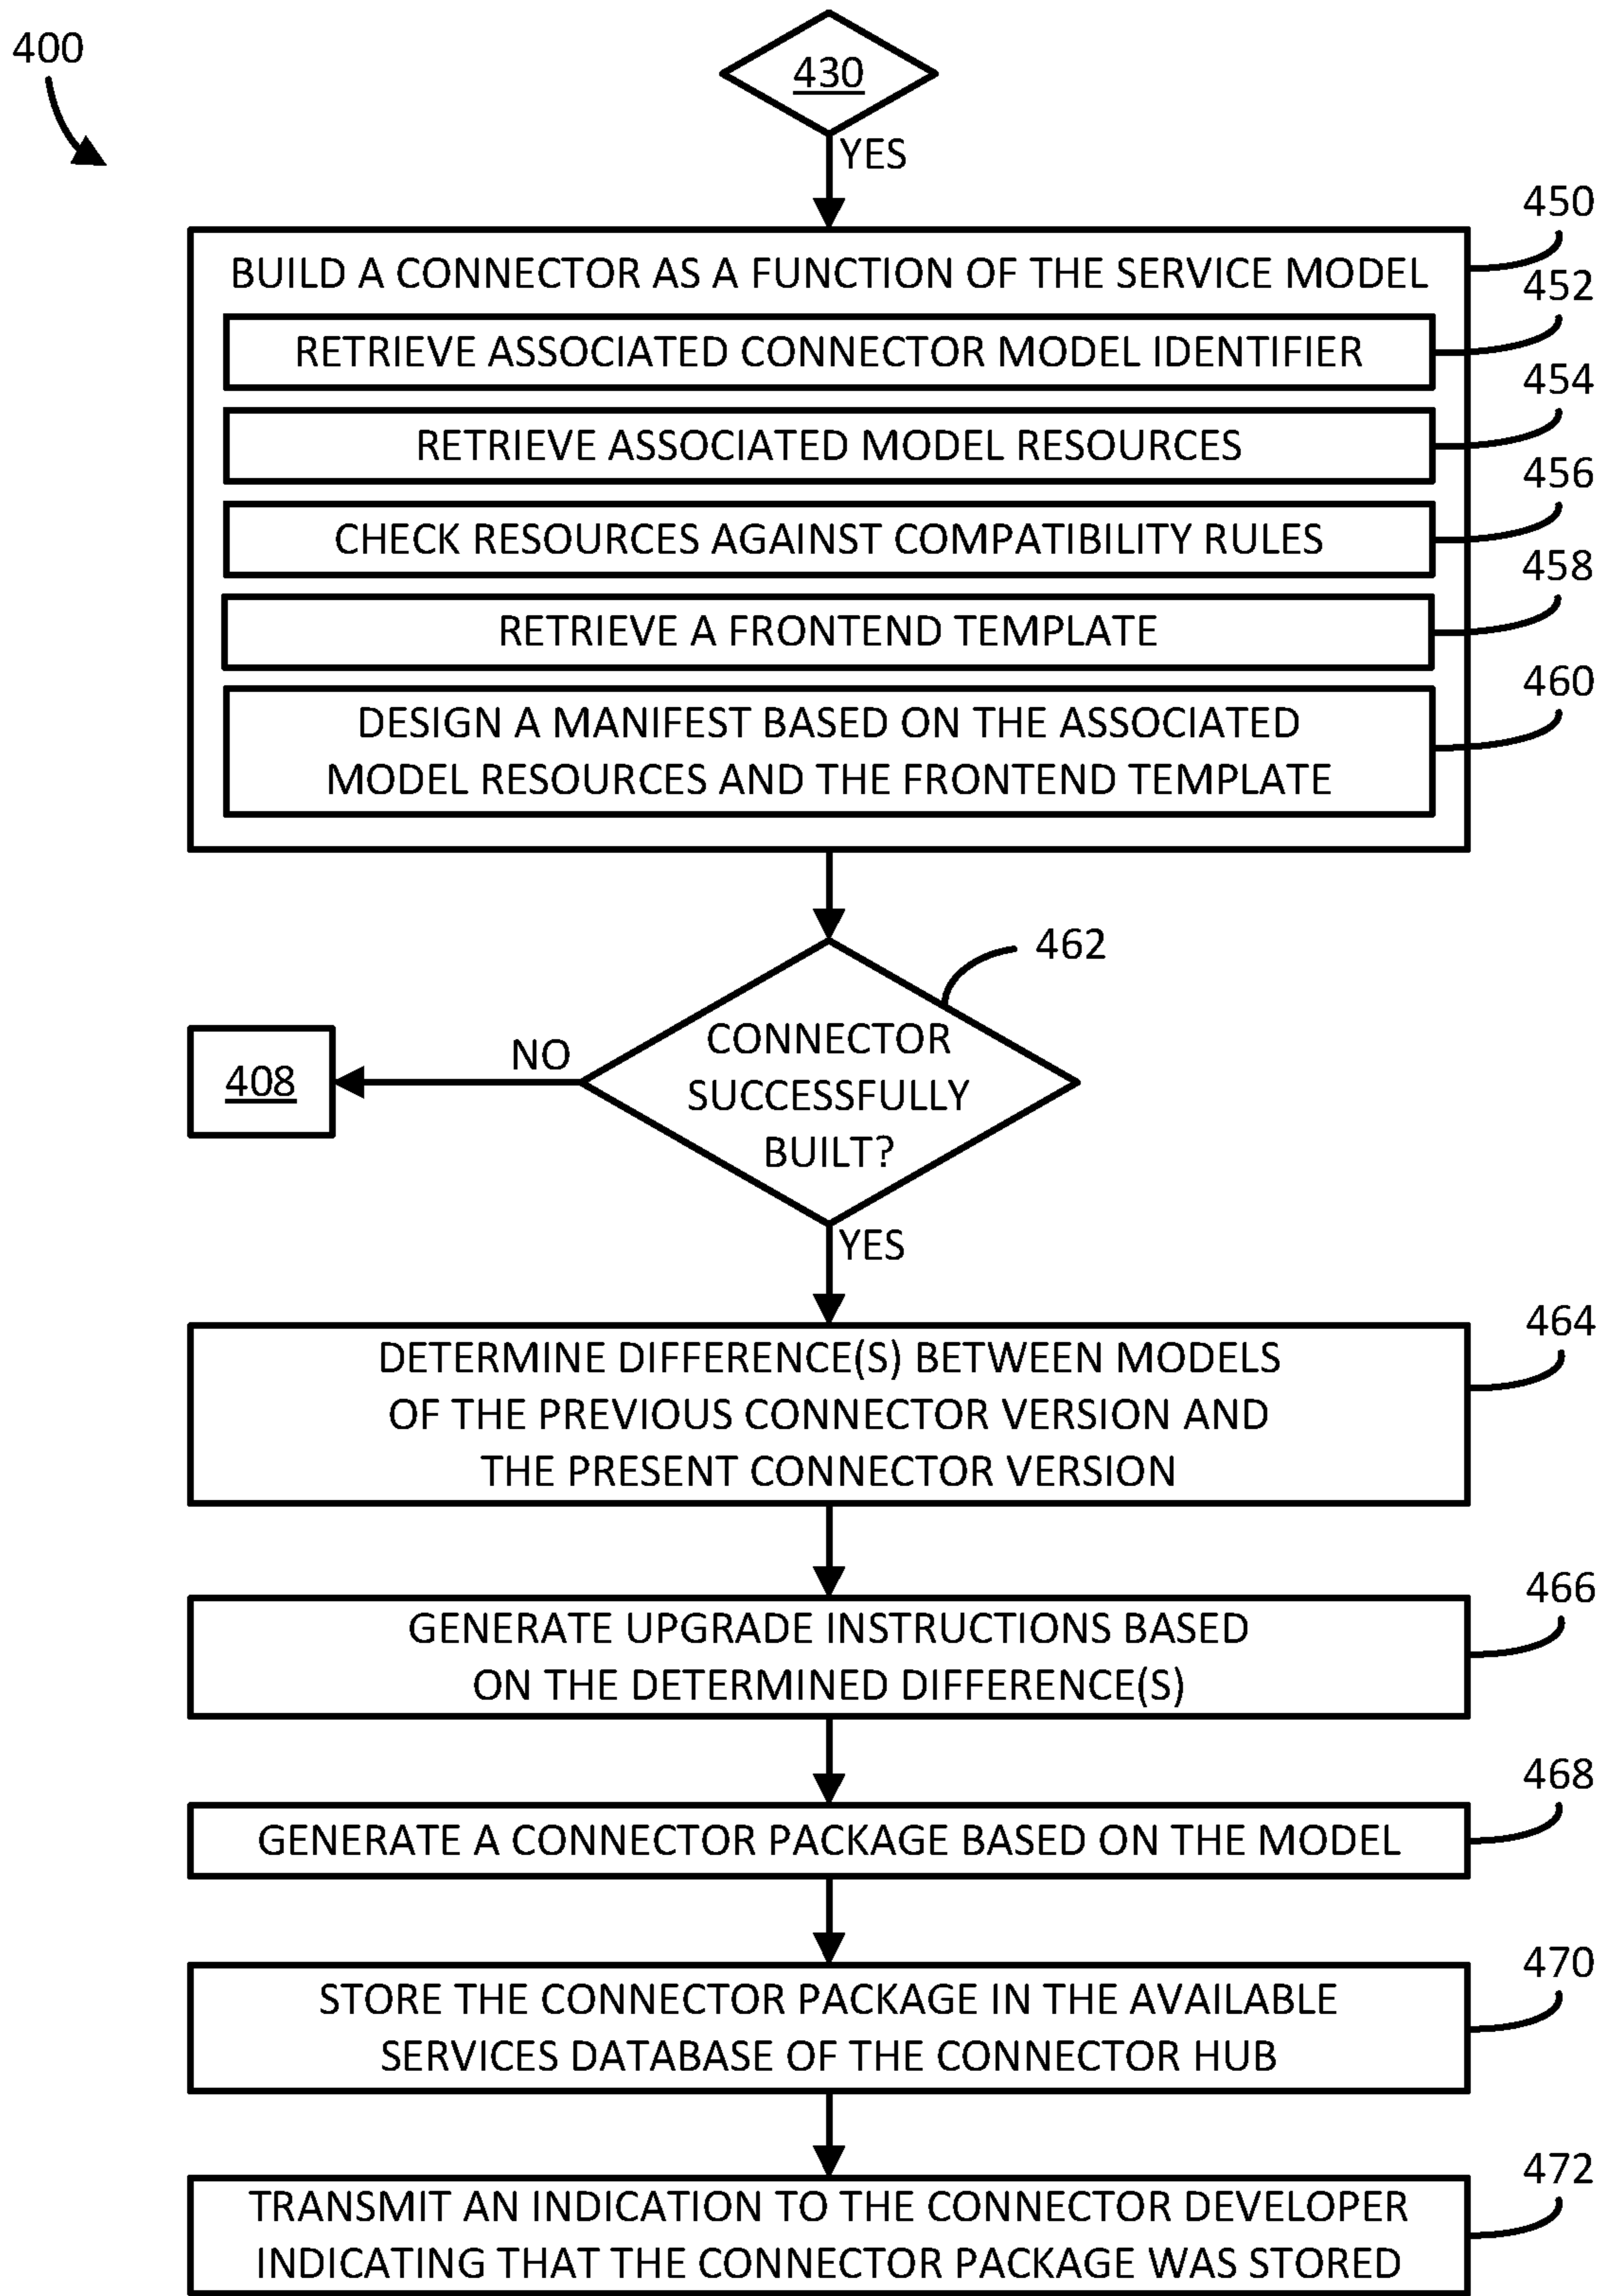 400
430
YES
450
BUILD A CONNECTOR AS A FUNCTION OF THE SERVICE MODEL
452
RETRIEVE ASSOCIATED CONNECTOR MODEL IDENTIFIER
454
RETRIEVE ASSOCIATED MODEL RESOURCES
456
CHECK RESOURCES AGAINST COMPATIBILITY RULES
458
RETRIEVE A FRONTEND TEMPLATE
460
DESIGN A MANIFEST BASED ON THE ASSOCIATED
MODEL RESOURCES AND THE FRONTEND TEMPLATE
462
CONNECTOR
SUCCESSFULLY
BUILT?
NO
408
YES
464
DETERMINE DIFFERENCE(S) BETWEEN MODELS
OF THE PREVIOUS CONNECTOR VERSION AND
THE PRESENT CONNECTOR VERSION
466
GENERATE UPGRADE INSTRUCTIONS BASED
ON THE DETERMINED DIFFERENCE(S)
468
GENERATE A CONNECTOR PACKAGE BASED ON THE MODEL
470
STORE THE CONNECTOR PACKAGE IN THE AVAILABLE
SERVICES DATABASE OF THE CONNECTOR HUB
472
TRANSMIT AN INDICATION TO THE CONNECTOR DEVELOPER
INDICATING THAT THE CONNECTOR PACKAGE WAS STORED